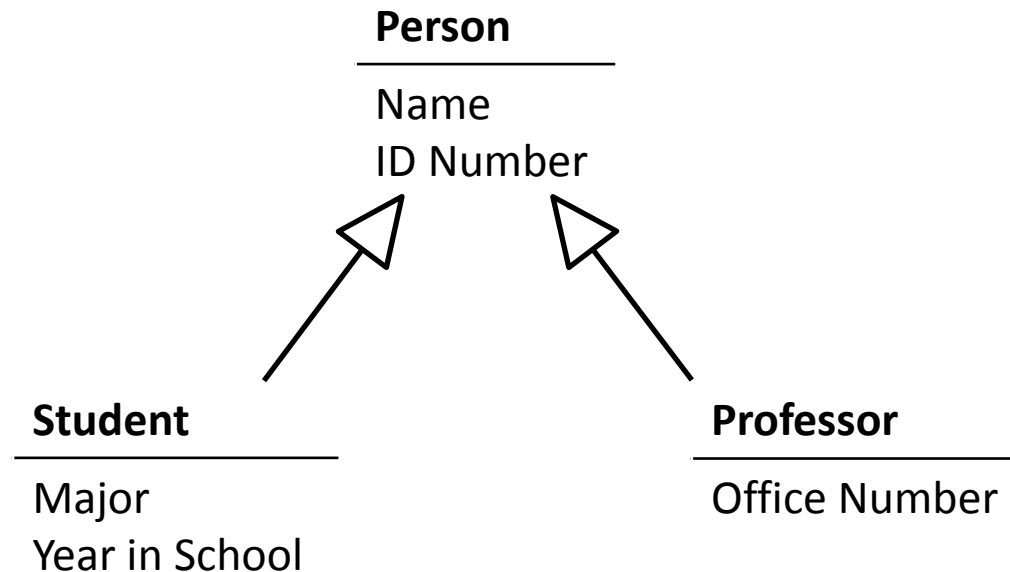 Person
Name
ID Number
Student
Major
Year in School
Professor
Office Number